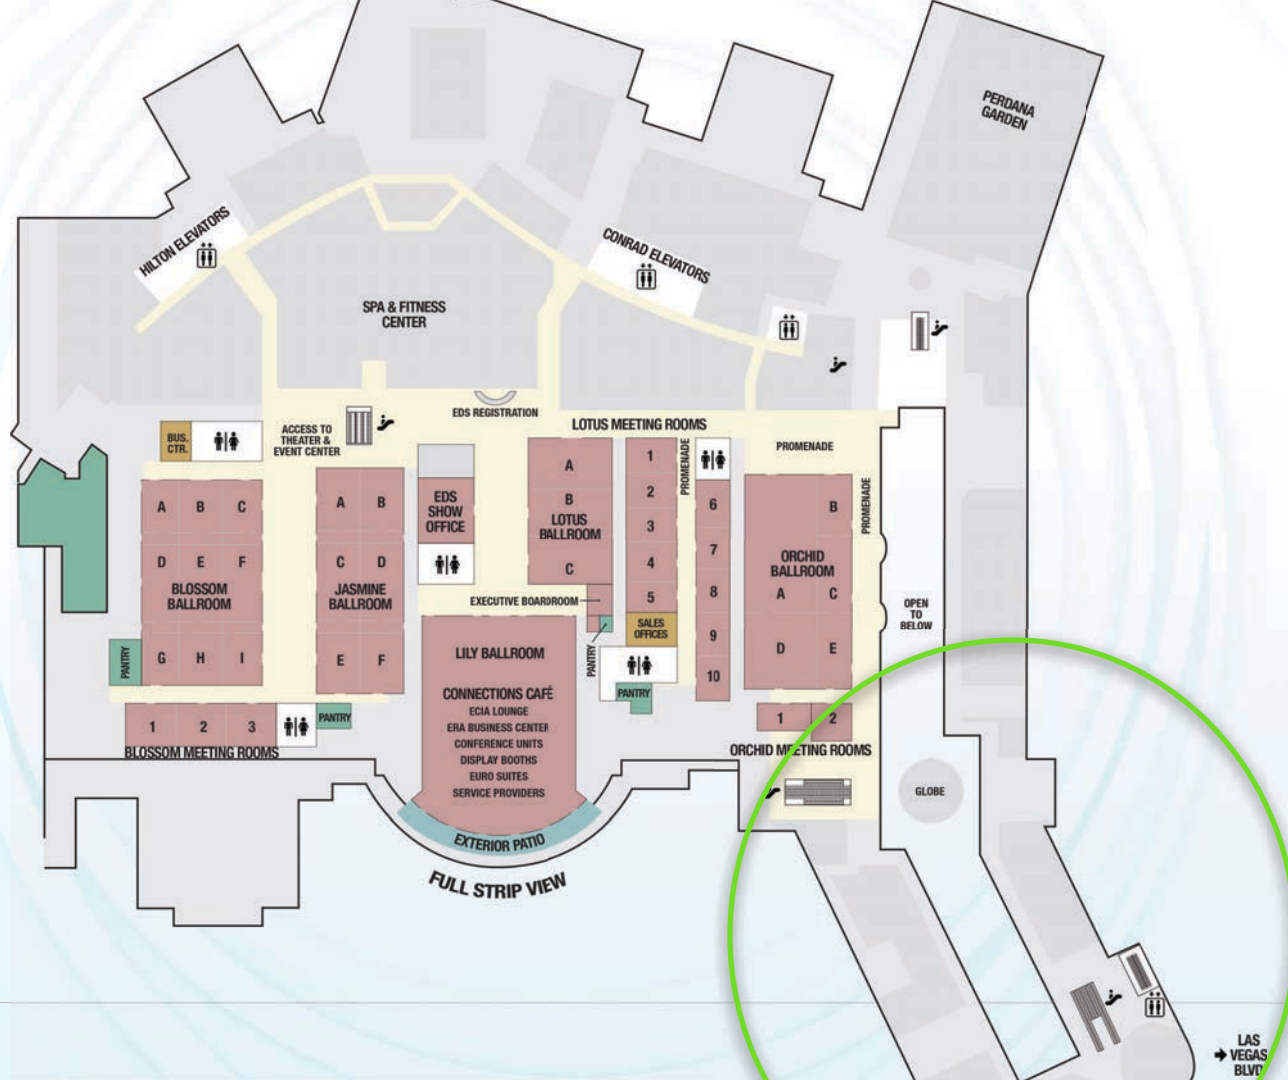 PERDANA
GARDEN
HILTON ELEVATORS
CONRAD ELEVATORS
SPA & FITNESS
CENTER
EDS REGISTRATION
LOTUS MEETING ROOMS
BUS.
CTR.
ACCESS TO
THEATER &
EVENT CENTER
PROMENADE
PROMENADE
PROMENADE
A B C
D E F
BLOSSOM
BALLROOM
G H I
A B
C D
JASMINE
BALLROOM
E F
EDS
SHOW
OFFICE
A
B
LOTUS
BALLROOM
C
EXECUTIVE BOARDROOM
PANTRY
1
2
3
4
5
SALES
OFFICES
PANTRY
6
7
8
9
10
B
ORCHID
BALLROOM
A C
D E
OPEN
TO
BELOW
PANTRY
1 2 3
PANTRY
BLOSSOM MEETING ROOMS
LILY BALLROOM
CONNECTIONS CAFÉ
ECIA LOUNGE
ERA BUSINESS CENTER
CONFERENCE UNITS
DISPLAY BOOTHS
EURO SUITES
SERVICE PROVIDERS
EXTERIOR PATIO
FULL STRIP VIEW
1 2
ORCHID MEETING ROOMS
GLOBE
LAS
VEGAS
BLVD